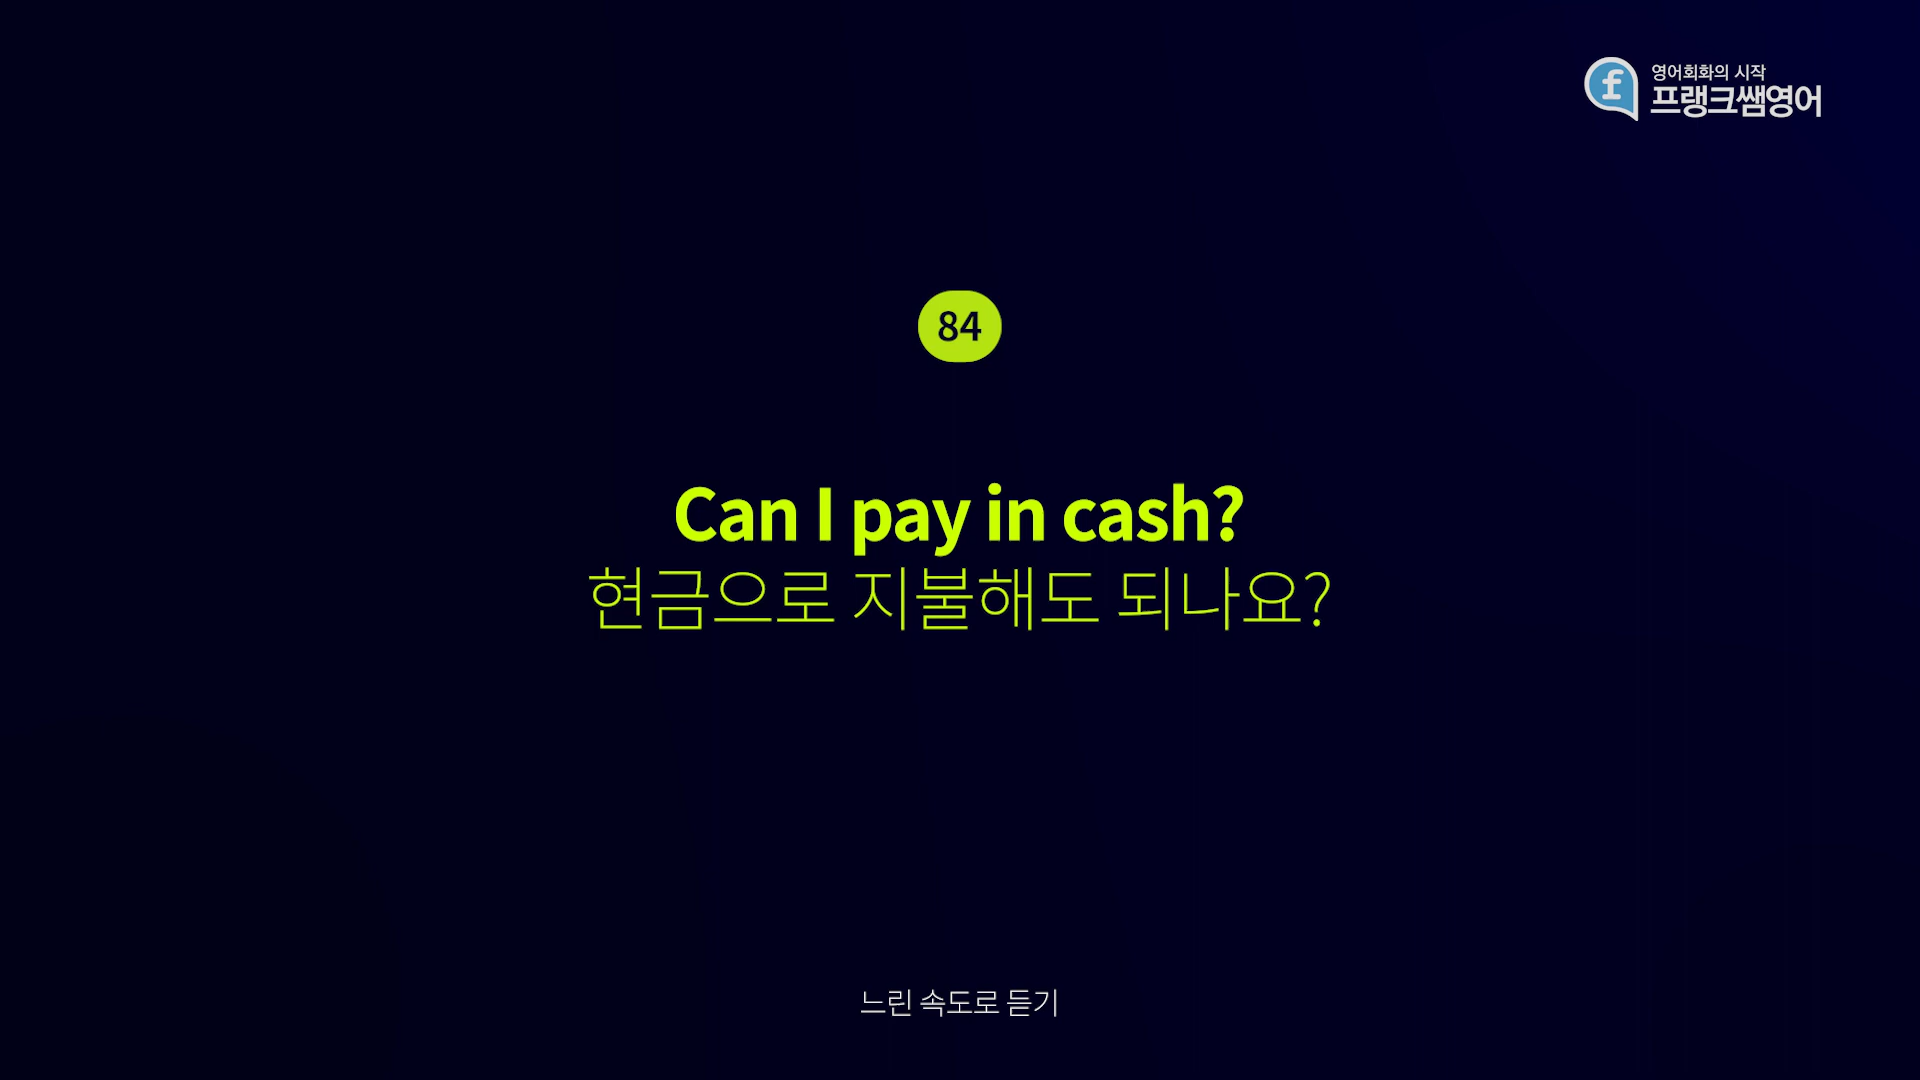 영어회화의 시작
프랭크쌤영어
84
Can I pay in cash?
현금으로 지불해도 되나요?
느린 속도로 듣기